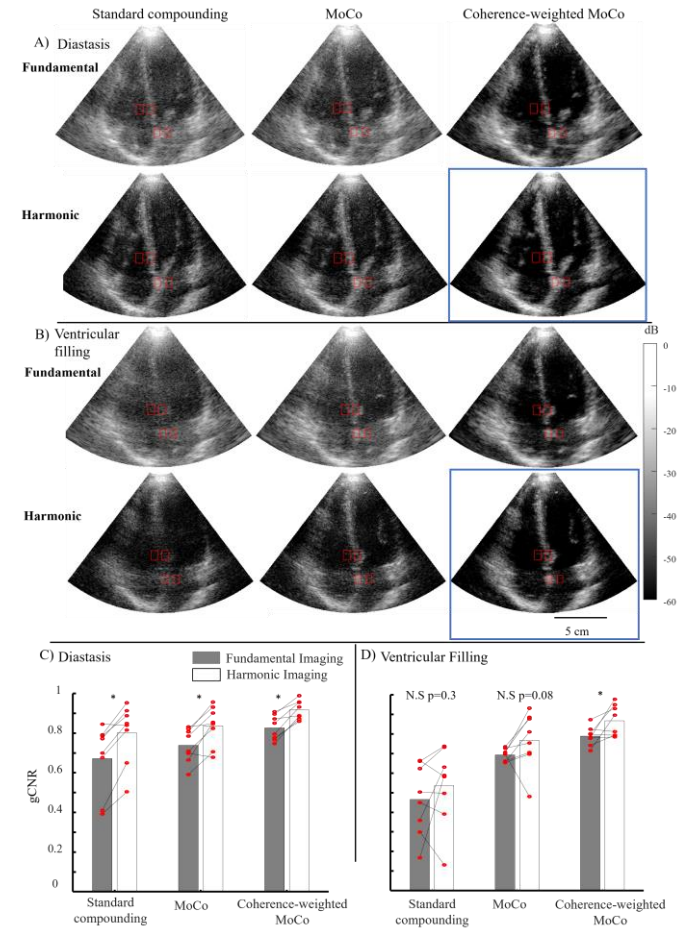 Standard compounding MoCo Coherence-weighted MoCo
A) Diastasis
Fundamental
Harmonic
B) Ventricular
filling
Fundamental
dB
0
-10
-20
-30
-40
-50
-60
Harmonic
5 cm
C) Diastasis
Fundamental Imaging
Harmonic Imaging
D) Ventricular Filling
gCNR
1
0.8
0.6
0.4
0.2
0
* * *
N.S p=0.3 N.S p=0.08 *
Standard
compounding
MoCo
Coherence-weighted
MoCo
Standard
compounding
MoCo
Coherence-weighted
MoCo